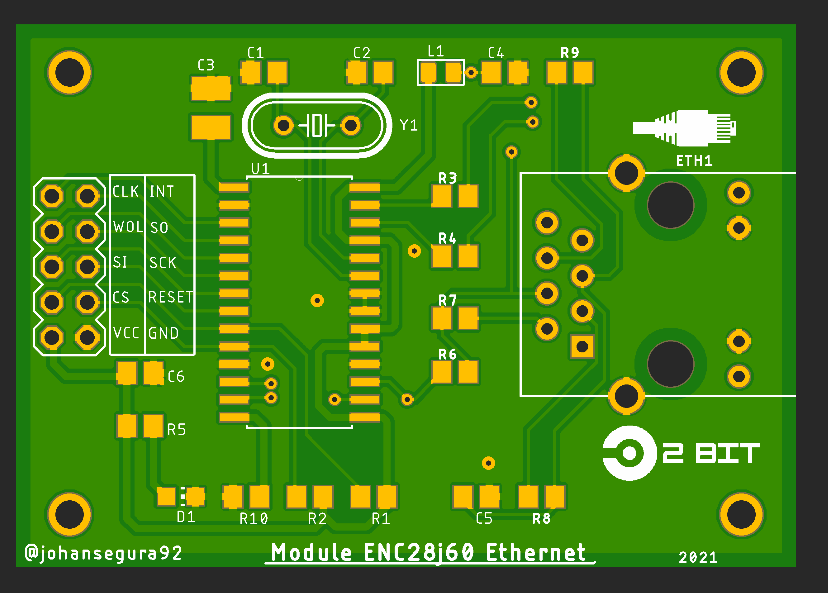 C1 C2 L1 C4 R9
C3
Y1
ETH1
U1
R3
CLK INT
WOL SO
R4
SI SCK
CS RESET
R7
VCC GND
R6
C6
R5
2 BIT
D1 R10 R2 R1 C5 R8
@johansegura92 Module ENC28j60 Ethernet 2021